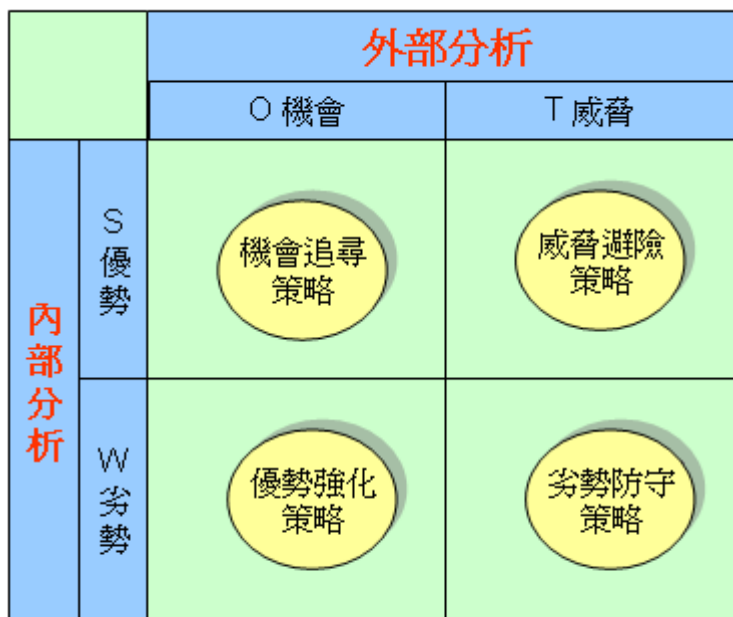 外部分析
O 機會
T 威脅
內部分析
S
優
勢
機會追尋
策略
威脅避險
策略
W
劣
勢
優勢強化
策略
劣勢防守
策略